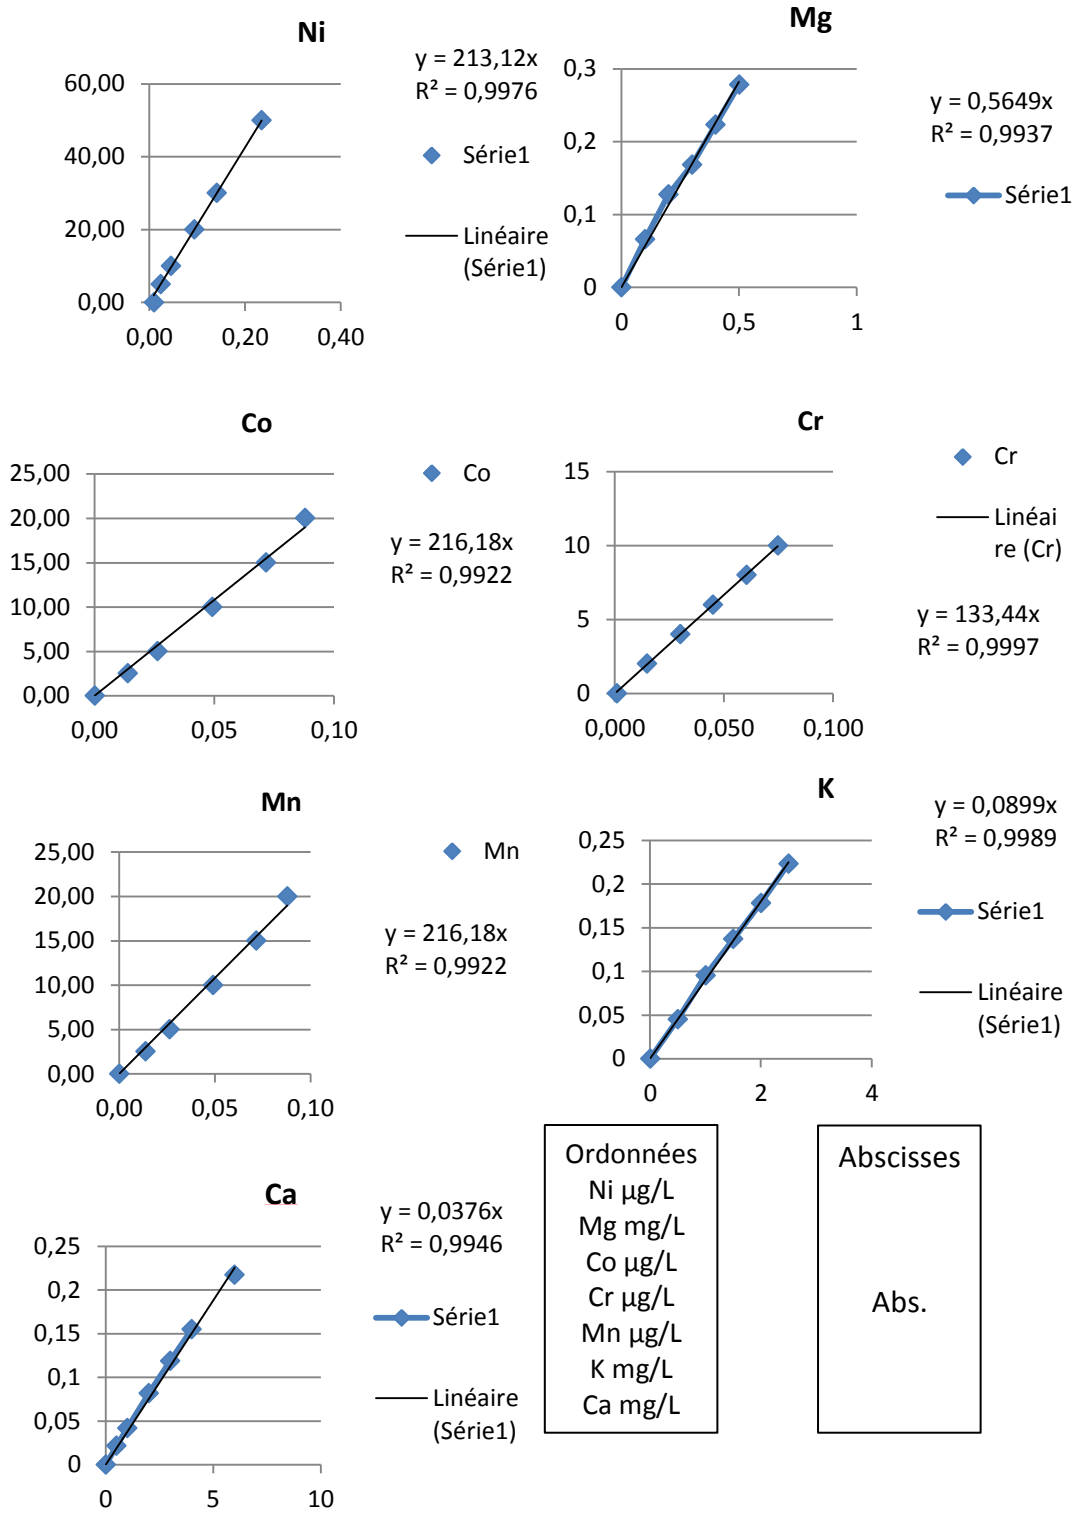 Ni
y = 213,12x
R² = 0,9976
60,00
40,00
20,00
0,00
0,00 0,20 0,40
Série1
Linéaire
(Série1)
Mg
y = 0,5649x
R² = 0,9937
0,3
0,2
0,1
0
0 0,5 1
Série1
Co
25,00
20,00
15,00
10,00
5,00
0,00
0,00 0,05 0,10
Co
y = 216,18x
R² = 0,9922
Cr
15
10
5
0
0,000 0,050 0,100
Cr
Linéai
re (Cr)
y = 133,44x
R² = 0,9997
Mn
25,00
20,00
15,00
10,00
5,00
0,00
0,00 0,05 0,10
Mn
y = 216,18x
R² = 0,9922
K
y = 0,0899x
R² = 0,9989
0,25
0,2
0,15
0,1
0,05
0
0 2 4
Série1
Linéaire
(Série1)
Ca
y = 0,0376x
R² = 0,9946
0,25
0,2
0,15
0,1
0,05
0
0 5 10
Série1
Linéaire
(Série1)
Ordonnées
Ni µg/L
Mg mg/L
Co µg/L
Cr µg/L
Mn µg/L
K mg/L
Ca mg/L
Abscisses
Abs.